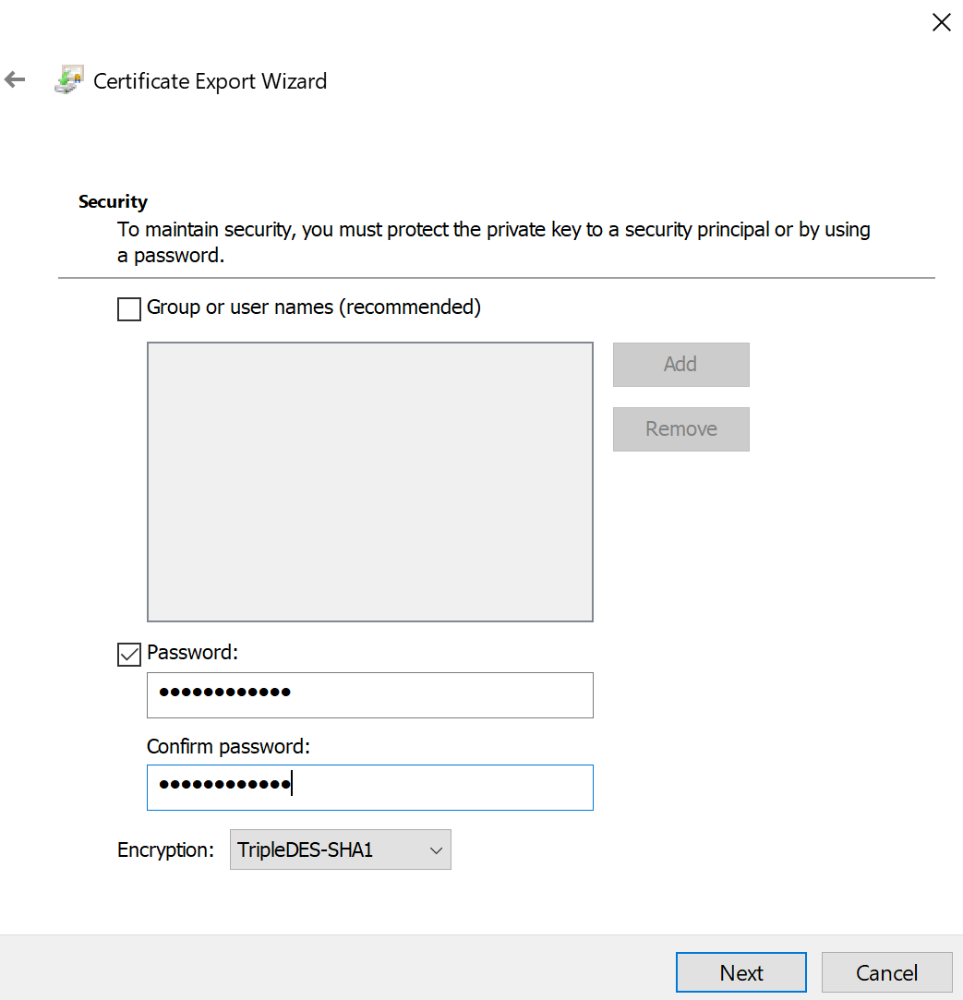 Certificate Export Wizard
Security
To maintain security, you must protect the private key to a security principal or by using
a password.
Group or user names (recommended)
Add
Remove
Password:
●●●●●●●●●●●●
Confirm password:
●●●●●●●●●●●●
Encryption: TripleDES-SHA1
Next Cancel